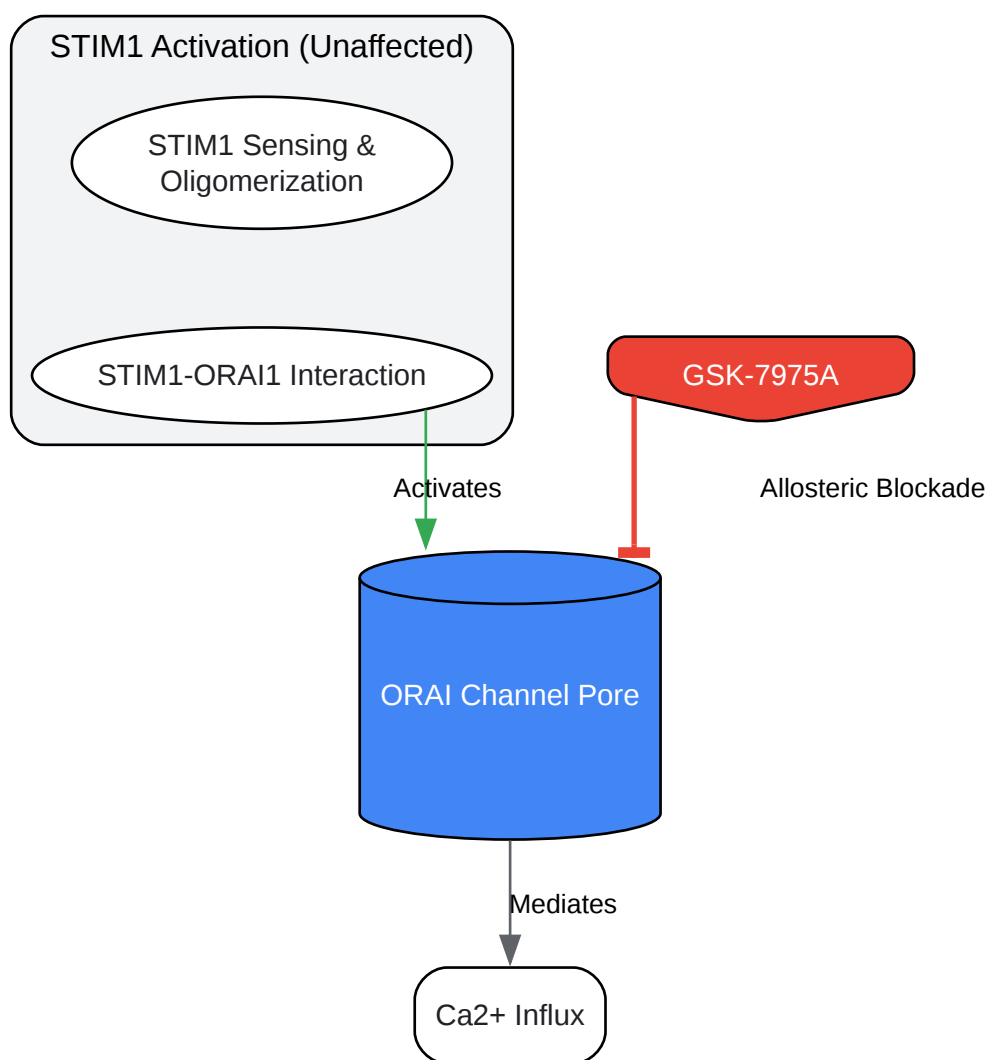 STIM1 Activation (Unaffected)
STIM1 Sensing &
Oligomerization
STIM1-ORAI1 Interaction
GSK-7975A
Activates
Allosteric Blockade
ORAI Channel Pore
Mediates
Ca2+ Influx